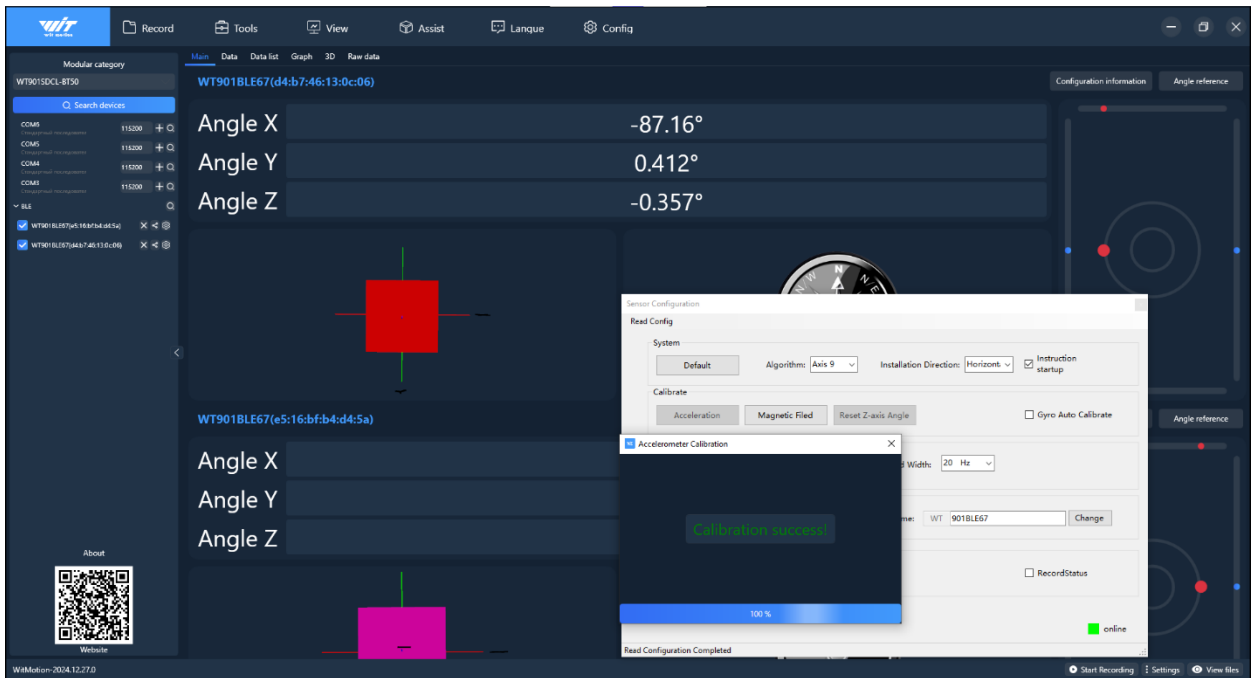 WiT
wit motion
Record
Tools
View
Assist
Langue
Config
Modular category
WT901SDCL-BT50
Search devices
COM6
115200
COM5
115200
COM4
115200
COM3
115200
BLE
WT901BLE67(e5:16:bf:b4:d4:5a)
WT901BLE67(d4:b7:46:13:0c:06)
About
Website
WitMotion-2024.12.27.0
Main Data Data list Graph 3D Raw data
WT901BLE67(d4:b7:46:13:0c:06)
Configuration information
Angle reference
Angle X -87.16°
Angle Y 0.412°
Angle Z -0.357°
N
N/E
WT901BLE67(e5:16:bf:b4:d4:5a)
Angle reference
Angle X
Angle Y
Angle Z
Sensor Configuration
Read Config
System
Default
Algorithm: Axis 9
Installation Direction: Horizont.
Instruction
startup
Calibrate
Acceleration
Magnetic Filed
Reset Z-axis Angle
Gyro Auto Calibrate
Width: 20 Hz
WT 901BLE67
Change
RecordStatus
online
Read Configuration Completed
Accelerometer Calibration
Calibration success!
100 %
Start Recording
Settings
View files